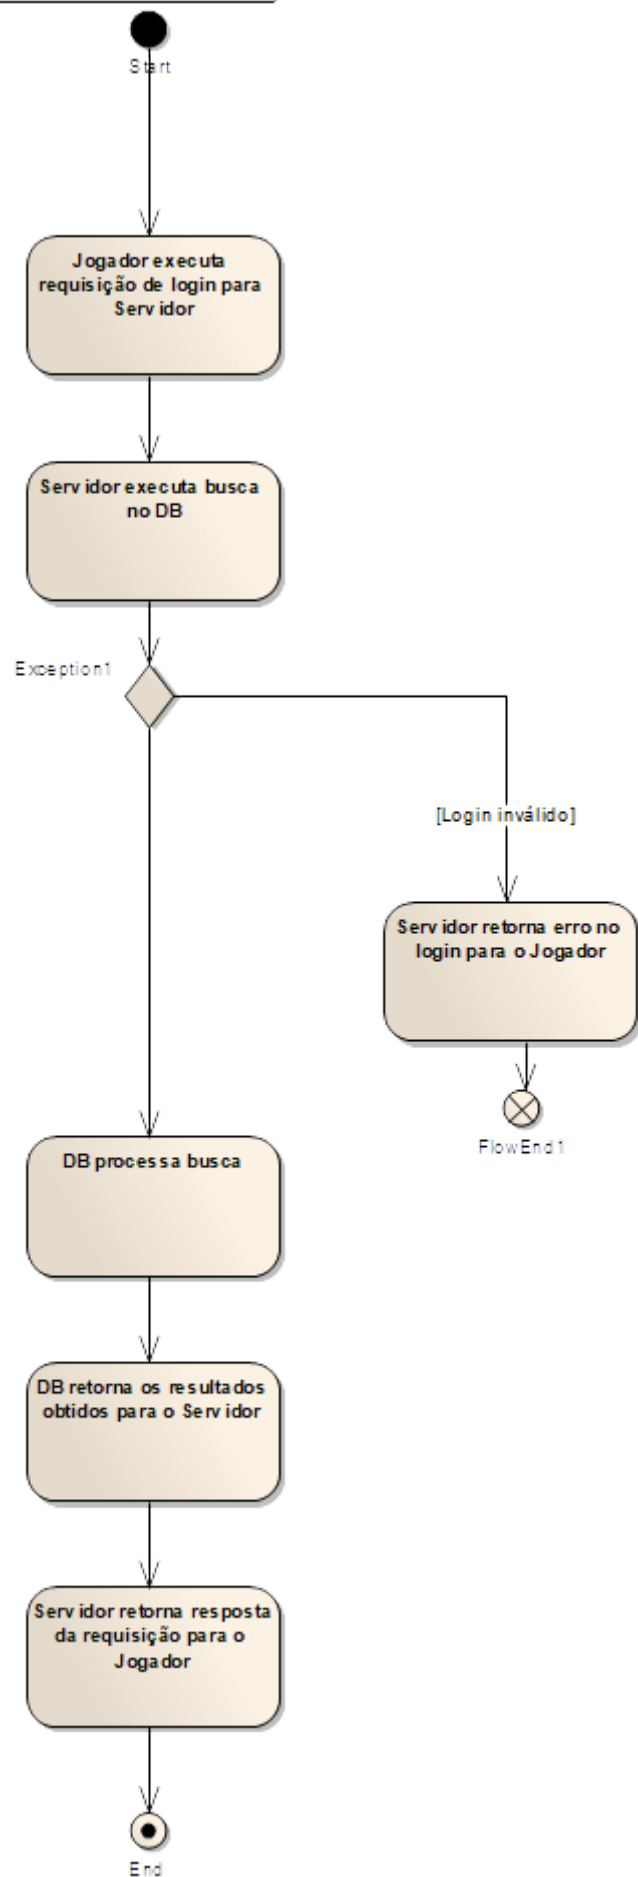 Start
Jogador executa
requisição de login para
Servidor
Servidor executa busca
no DB
Exception1
[Login inválido]
Servidor retorna erro no
login para o Jogador
FlowEnd1
DB processa busca
DB retorna os resultados
obtidos para o Servidor
Servidor retorna resposta
da requisição para o
Jogador
End